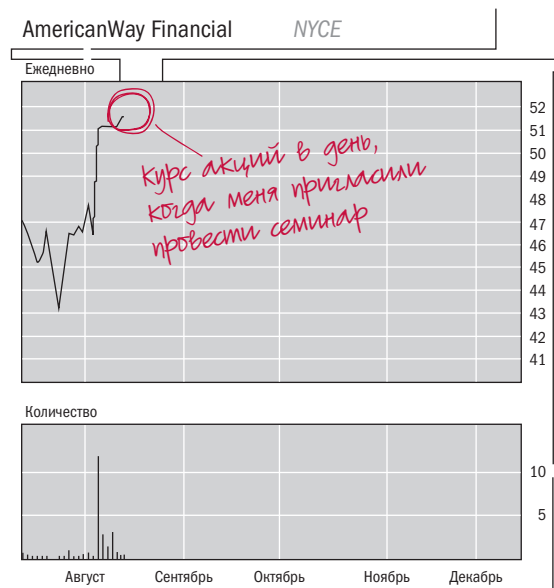 AmericanWay Financial NYCE
Ежедневно
52
51
50
49
48
47
46
45
44
43
42
41
Курс акций в день,
когда меня пригласили
провести семинар
Количество
10
5
Август Сентябрь Октябрь Ноябрь Декабрь